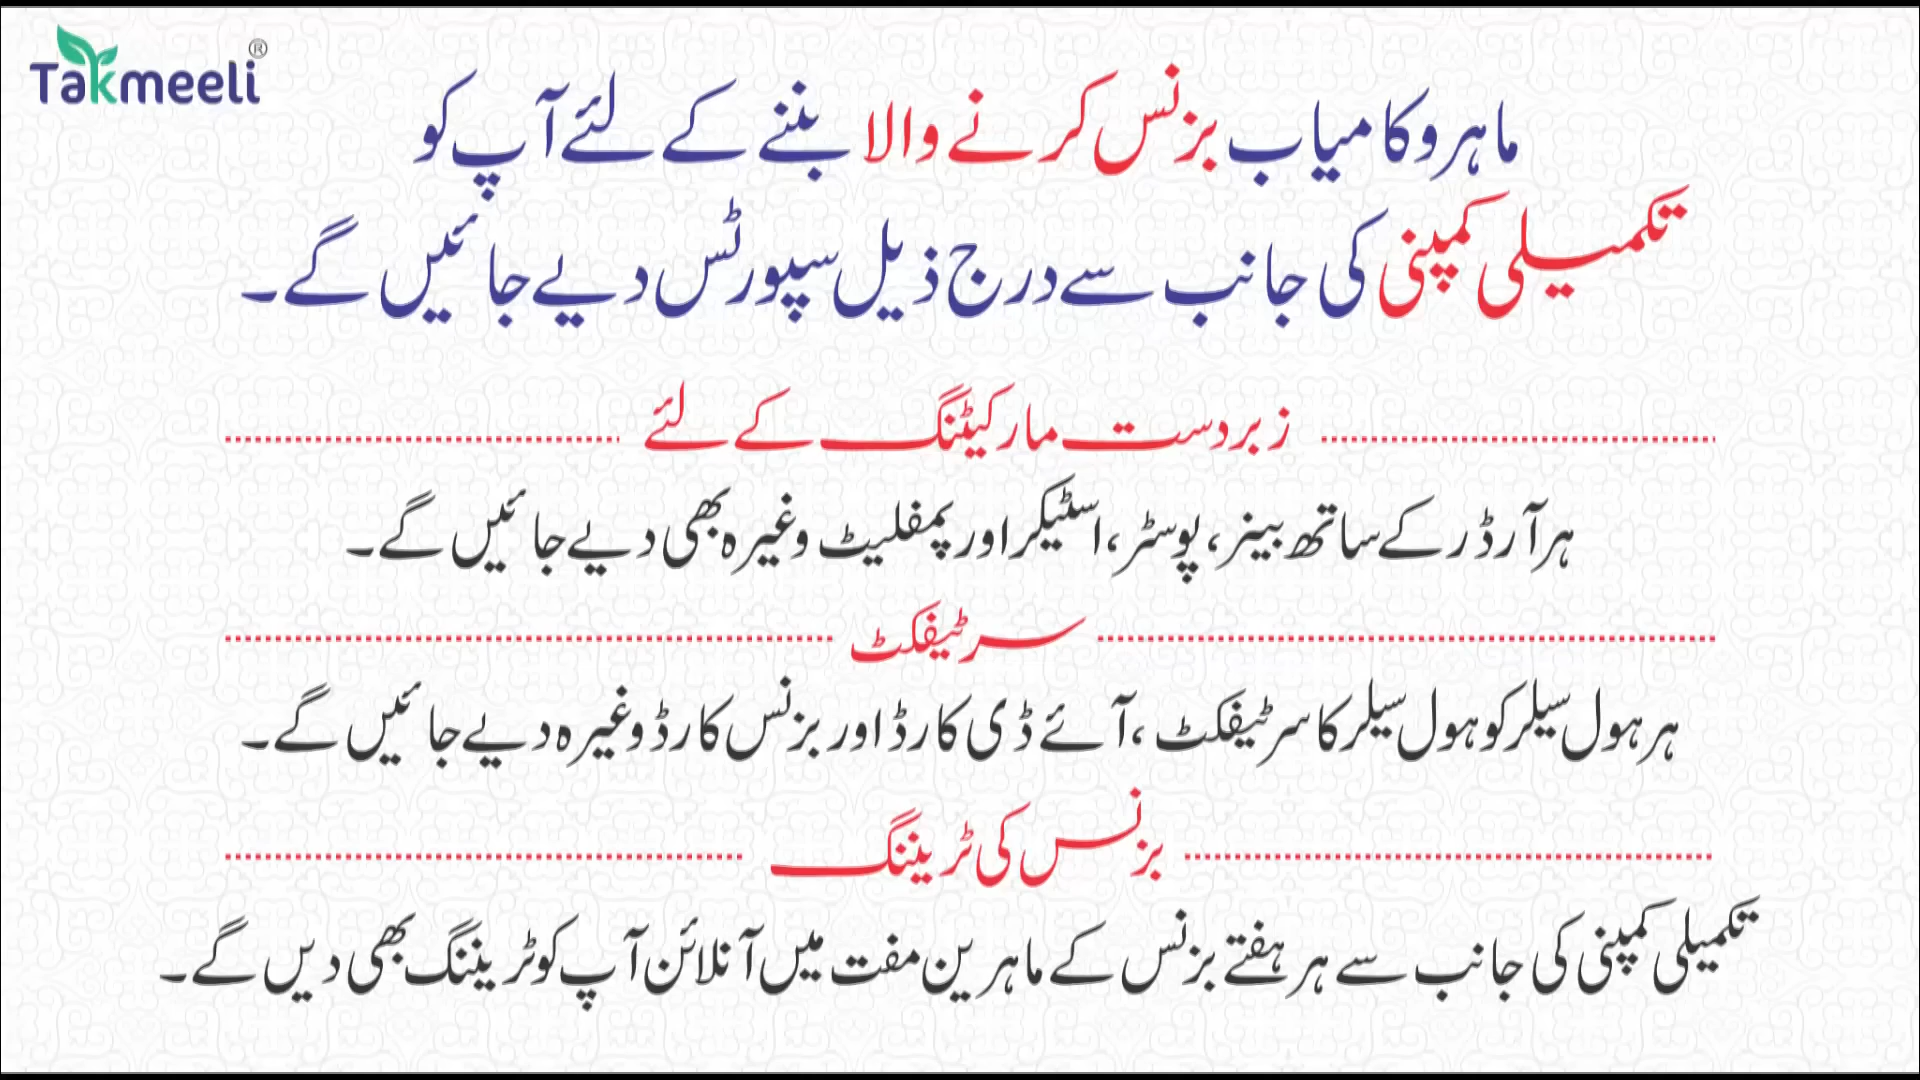 Takmeeli®
ماہر و کامیاب بزنس کرنے والا بننے کے لئے آپ کو
تکمیلی کمپنی کی جانب سے درج ذیل سپورٹس دیے جائیں گے۔
زبردست مارکیٹنگ کے لئے
ہر آرڈر کے ساتھ بینر، پوسٹر، اسٹیکر اور پمفلیٹ وغیرہ بھی دیے جائیں گے۔
سرٹیفکٹ
ہر ہول سیلر کو ہول سیلر کا سرٹیفکٹ، آئے ڈی کارڈ اور بزنس کارڈ وغیرہ دیے جائیں گے۔
بزنس کی ٹریننگ
تکمیلی کمپنی کی جانب سے ہر ہفتے بزنس کے ماہرین مفت میں آنلائن آپ کو ٹریننگ بھی دیں گے۔